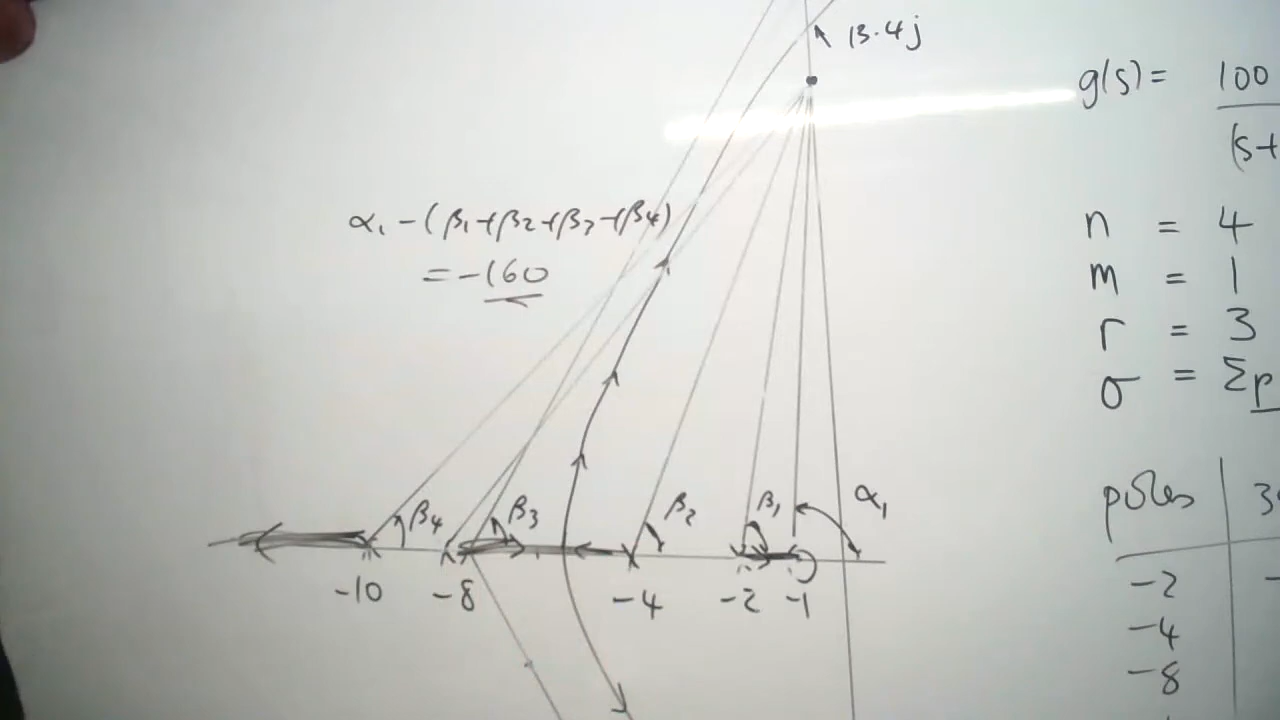 13.4j
α₁ -(β₁+β₂+β₃+β₄)
= -160
β₄
β₃
β₂
β₁
α₁
-10
-8
-4
-2
-1
g(s) = 100
(s+
n = 4
m = 1
r = 3
σ = Σp
poles
-2
-4
-8